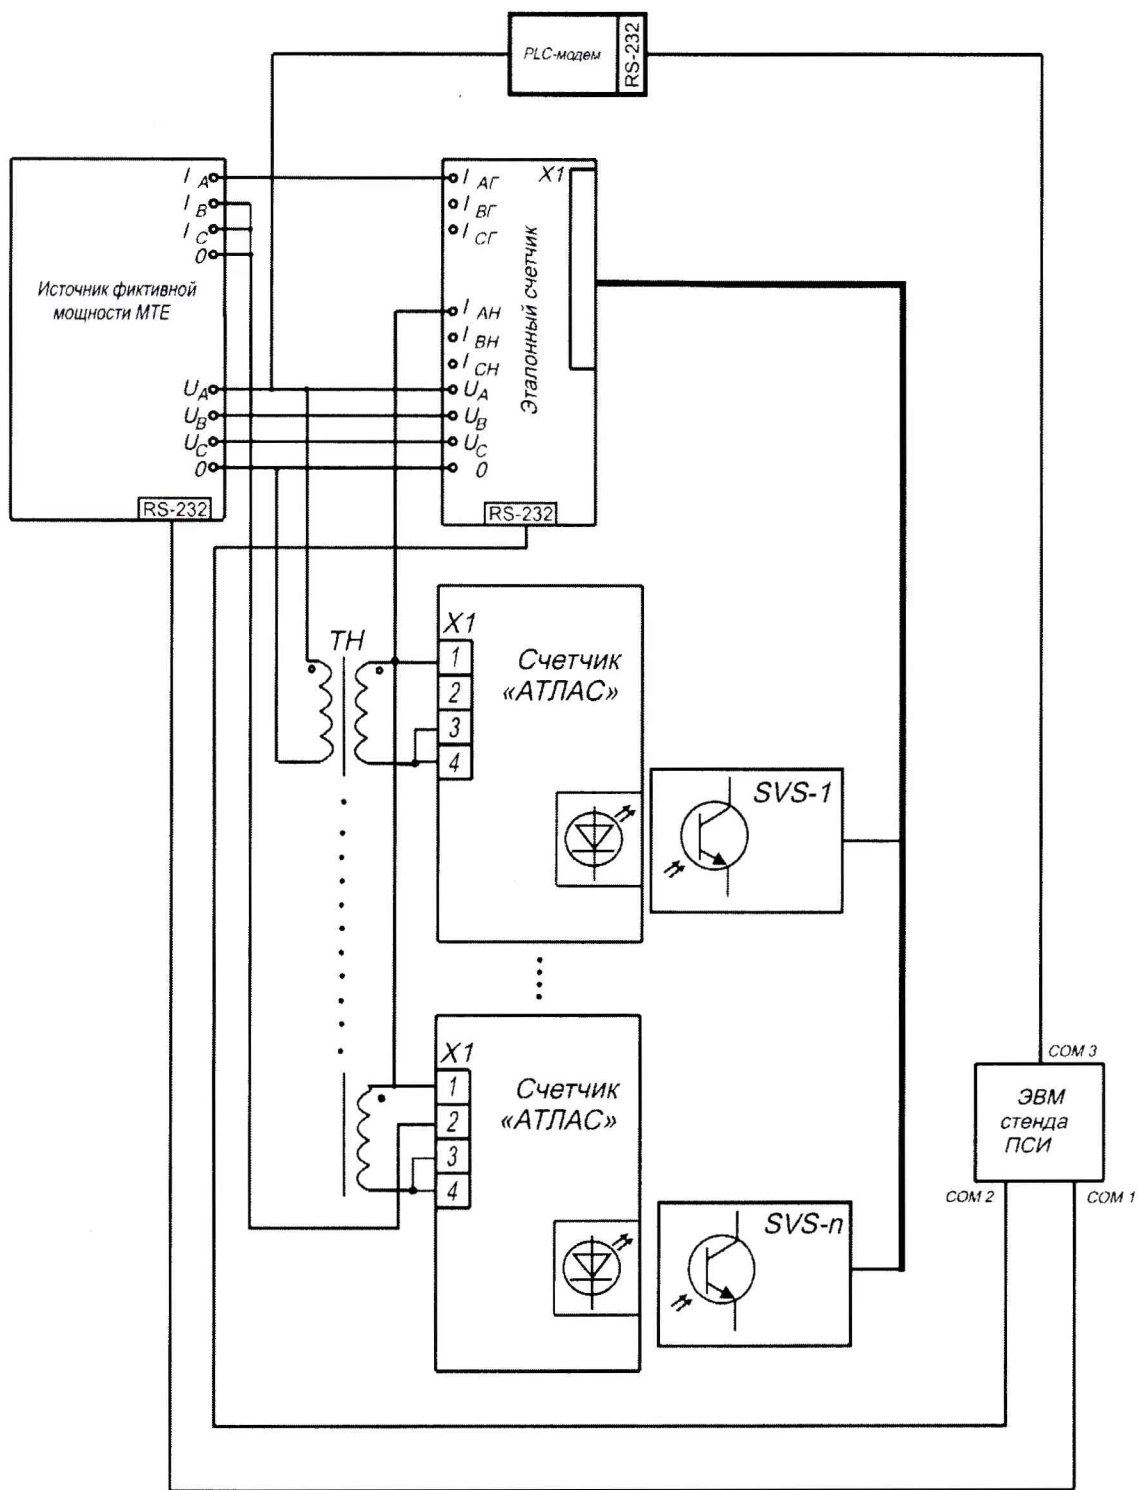 PLC-модем
RS-232
I A
I B
I C
0
Источник фиктивной
мощности МТЕ
U A
U B
U C
0
RS-232
I АГ
I ВГ
I СГ
X1
Эталонный счетчик
I АН
I ВН
I СН
U A
U B
U C
0
RS-232
ТН
X1
1
2
3
4
Счетчик
«АТЛАС»
SVS-1
X1
1
2
3
4
Счетчик
«АТЛАС»
SVS-n
COM 3
ЭВМ
стенда
ПСИ
COM 2
COM 1